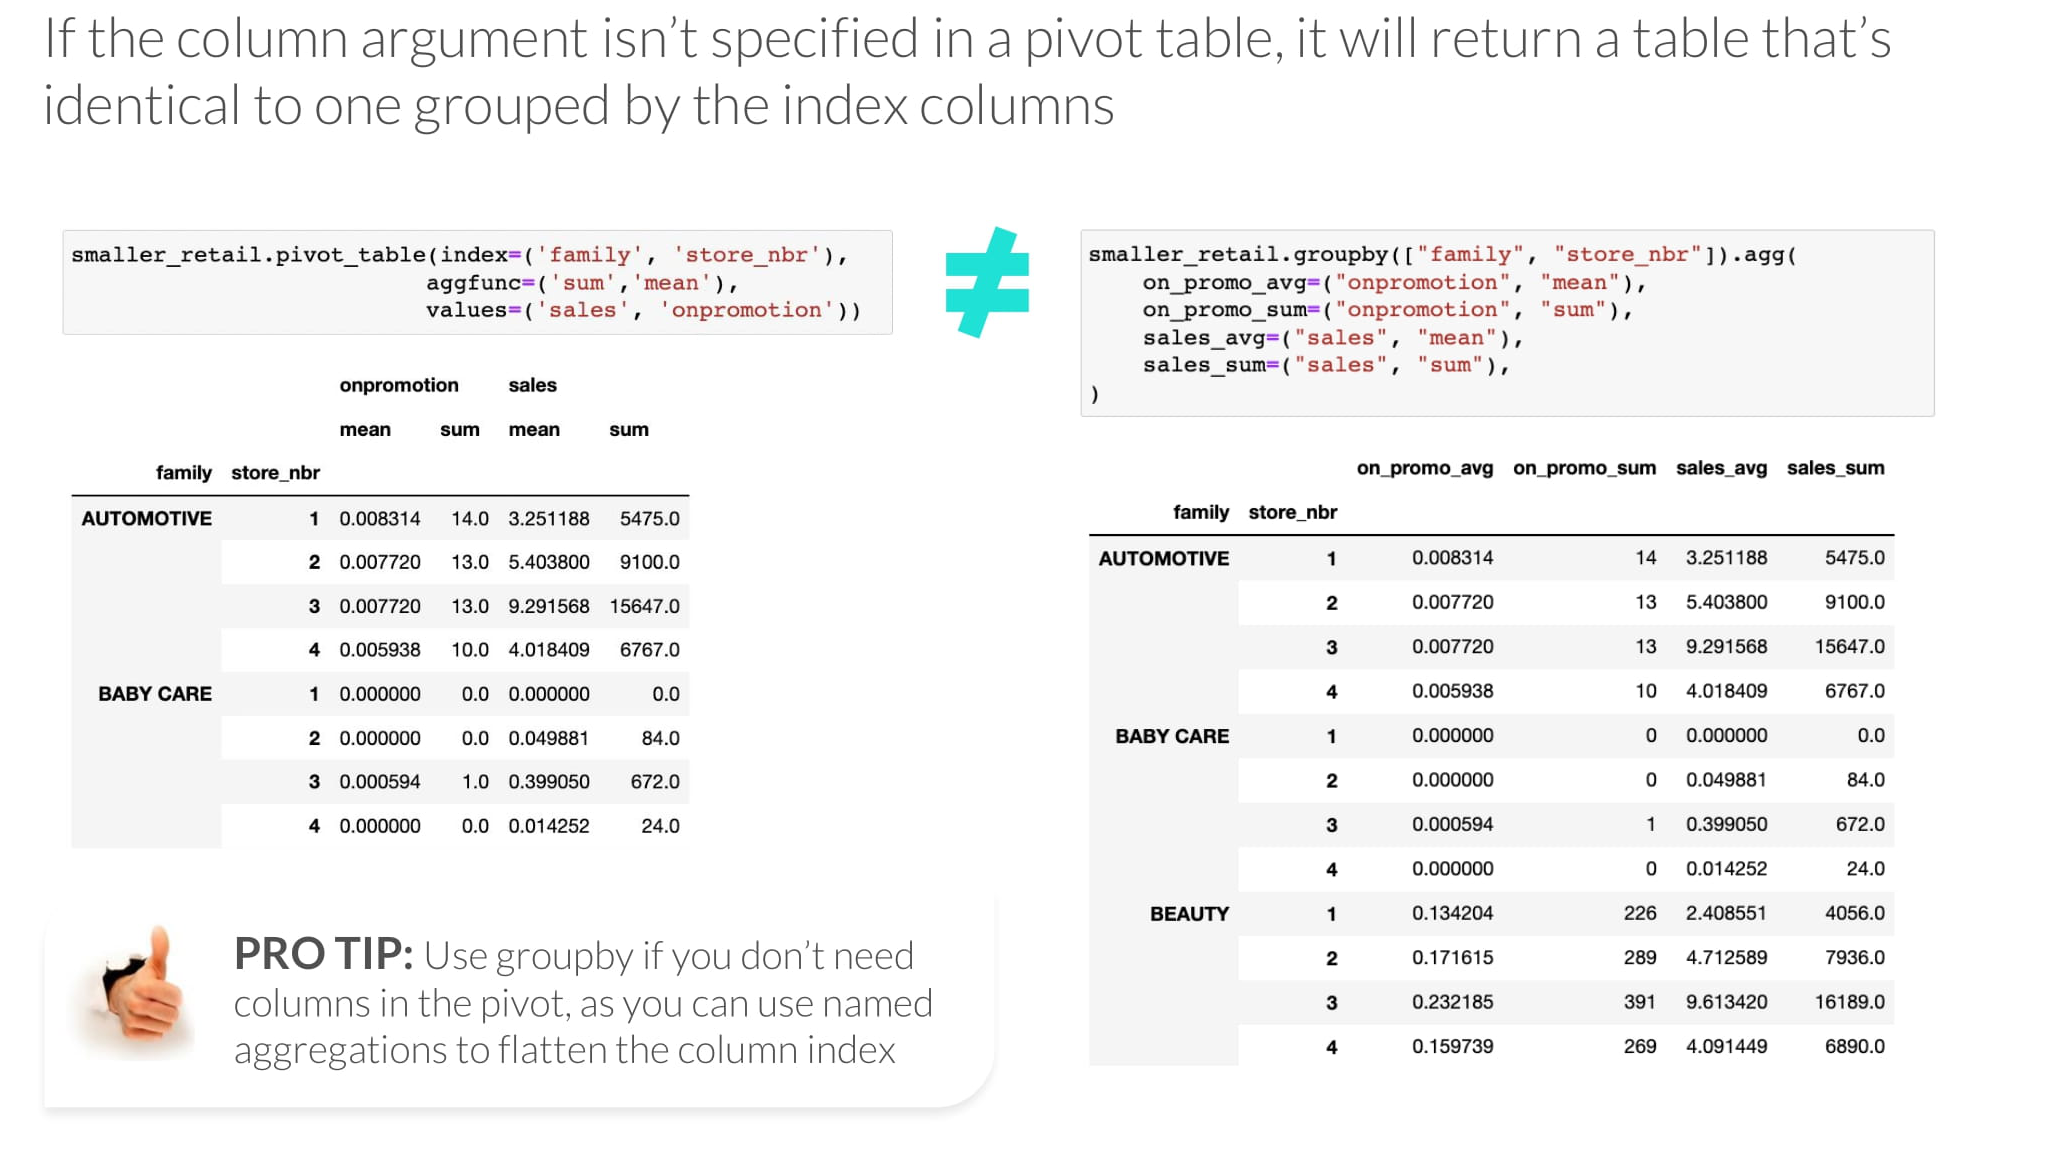 If the column argument isn’t specified in a pivot table, it will return a table that’s
identical to one grouped by the index columns
smaller_retail.pivot_table(index=('family', 'store_nbr'),
aggfunc=('sum','mean'),
values=('sales', 'onpromotion'))
onpromotion sales
mean sum mean sum
family store_nbr
AUTOMOTIVE 1 0.008314 14.0 3.251188 5475.0
2 0.007720 13.0 5.403800 9100.0
3 0.007720 13.0 9.291568 15647.0
4 0.005938 10.0 4.018409 6767.0
BABY CARE 1 0.000000 0.0 0.000000 0.0
2 0.000000 0.0 0.049881 84.0
3 0.000594 1.0 0.399050 672.0
4 0.000000 0.0 0.014252 24.0
PRO TIP: Use groupby if you don’t need
columns in the pivot, as you can use named
aggregations to flatten the column index
≠
smaller_retail.groupby(["family", "store_nbr"]).agg(
on_promo_avg=("onpromotion", "mean"),
on_promo_sum=("onpromotion", "sum"),
sales_avg=("sales", "mean"),
sales_sum=("sales", "sum"),
)
on_promo_avg on_promo_sum sales_avg sales_sum
family store_nbr
AUTOMOTIVE 1 0.008314 14 3.251188 5475.0
2 0.007720 13 5.403800 9100.0
3 0.007720 13 9.291568 15647.0
4 0.005938 10 4.018409 6767.0
BABY CARE 1 0.000000 0 0.000000 0.0
2 0.000000 0 0.049881 84.0
3 0.000594 1 0.399050 672.0
4 0.000000 0 0.014252 24.0
BEAUTY 1 0.134204 226 2.408551 4056.0
2 0.171615 289 4.712589 7936.0
3 0.232185 391 9.613420 16189.0
4 0.159739 269 4.091449 6890.0